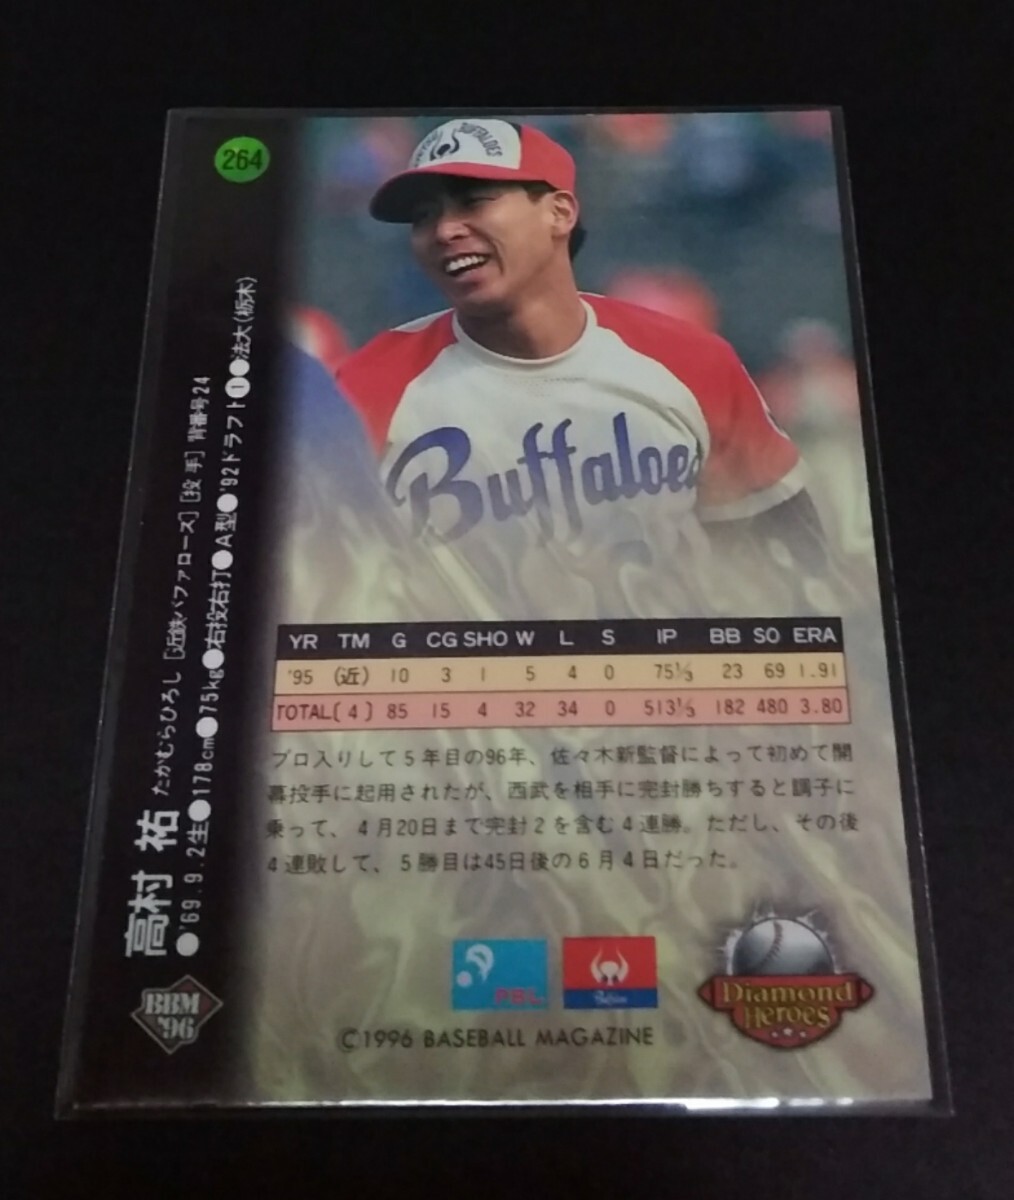 264
BUFFALOES
Buffaloes
高村 祐 たかむらひろし [近鉄バファローズ] [投手] 背番号24
●'69.9.2生●178cm●75kg●右投右打●A型●'92ドラフト①●法大(栃木)
YR TM G CG SHO W L S IP BB SO ERA
'95 (近) 10 3 1 5 4 0 75⅓ 23 69 1.91
TOTAL(4) 85 15 4 32 34 0 513⅓ 182 480 3.80
プロ入りして5年目の96年、佐々木新監督によって初めて開
幕投手に起用されたが、西武を相手に完封勝ちすると調子に
乗って、4月20日まで完封2を含む4連勝。ただし、その後
4連敗して、5勝目は45日後の6月4日だった。
BBM
'96
PBL
Buffaloes
Diamond
Heroes
©1996 BASEBALL MAGAZINE